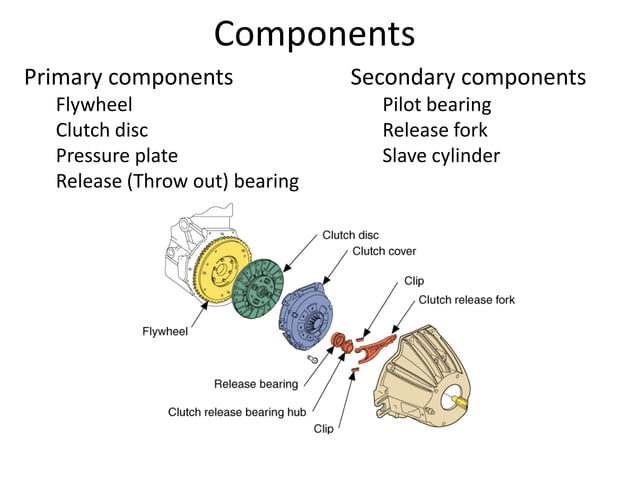 Components
Primary components
Flywheel
Clutch disc
Pressure plate
Release (Throw out) bearing
Secondary components
Pilot bearing
Release fork
Slave cylinder
Clutch disc
Clutch cover
Clip
Clutch release fork
Flywheel
Release bearing
Clutch release bearing hub
Clip